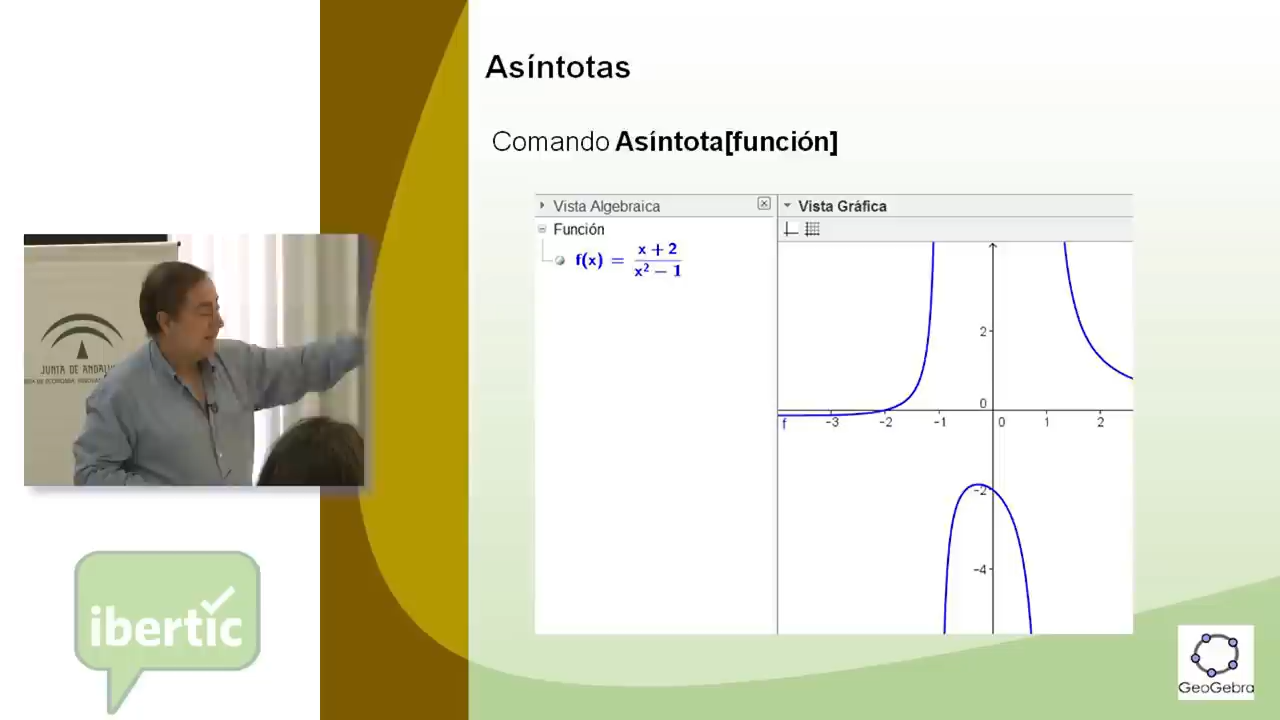 Asíntotas
Comando Asíntota[función]
Vista Algebraica
Vista Gráfica
Función
f(x) = x + 2
x² − 1
2
0
-3
-2
-1
0
1
2
f
-2
-4
JUNTA DE ANDALU
ibertic
GeoGebra